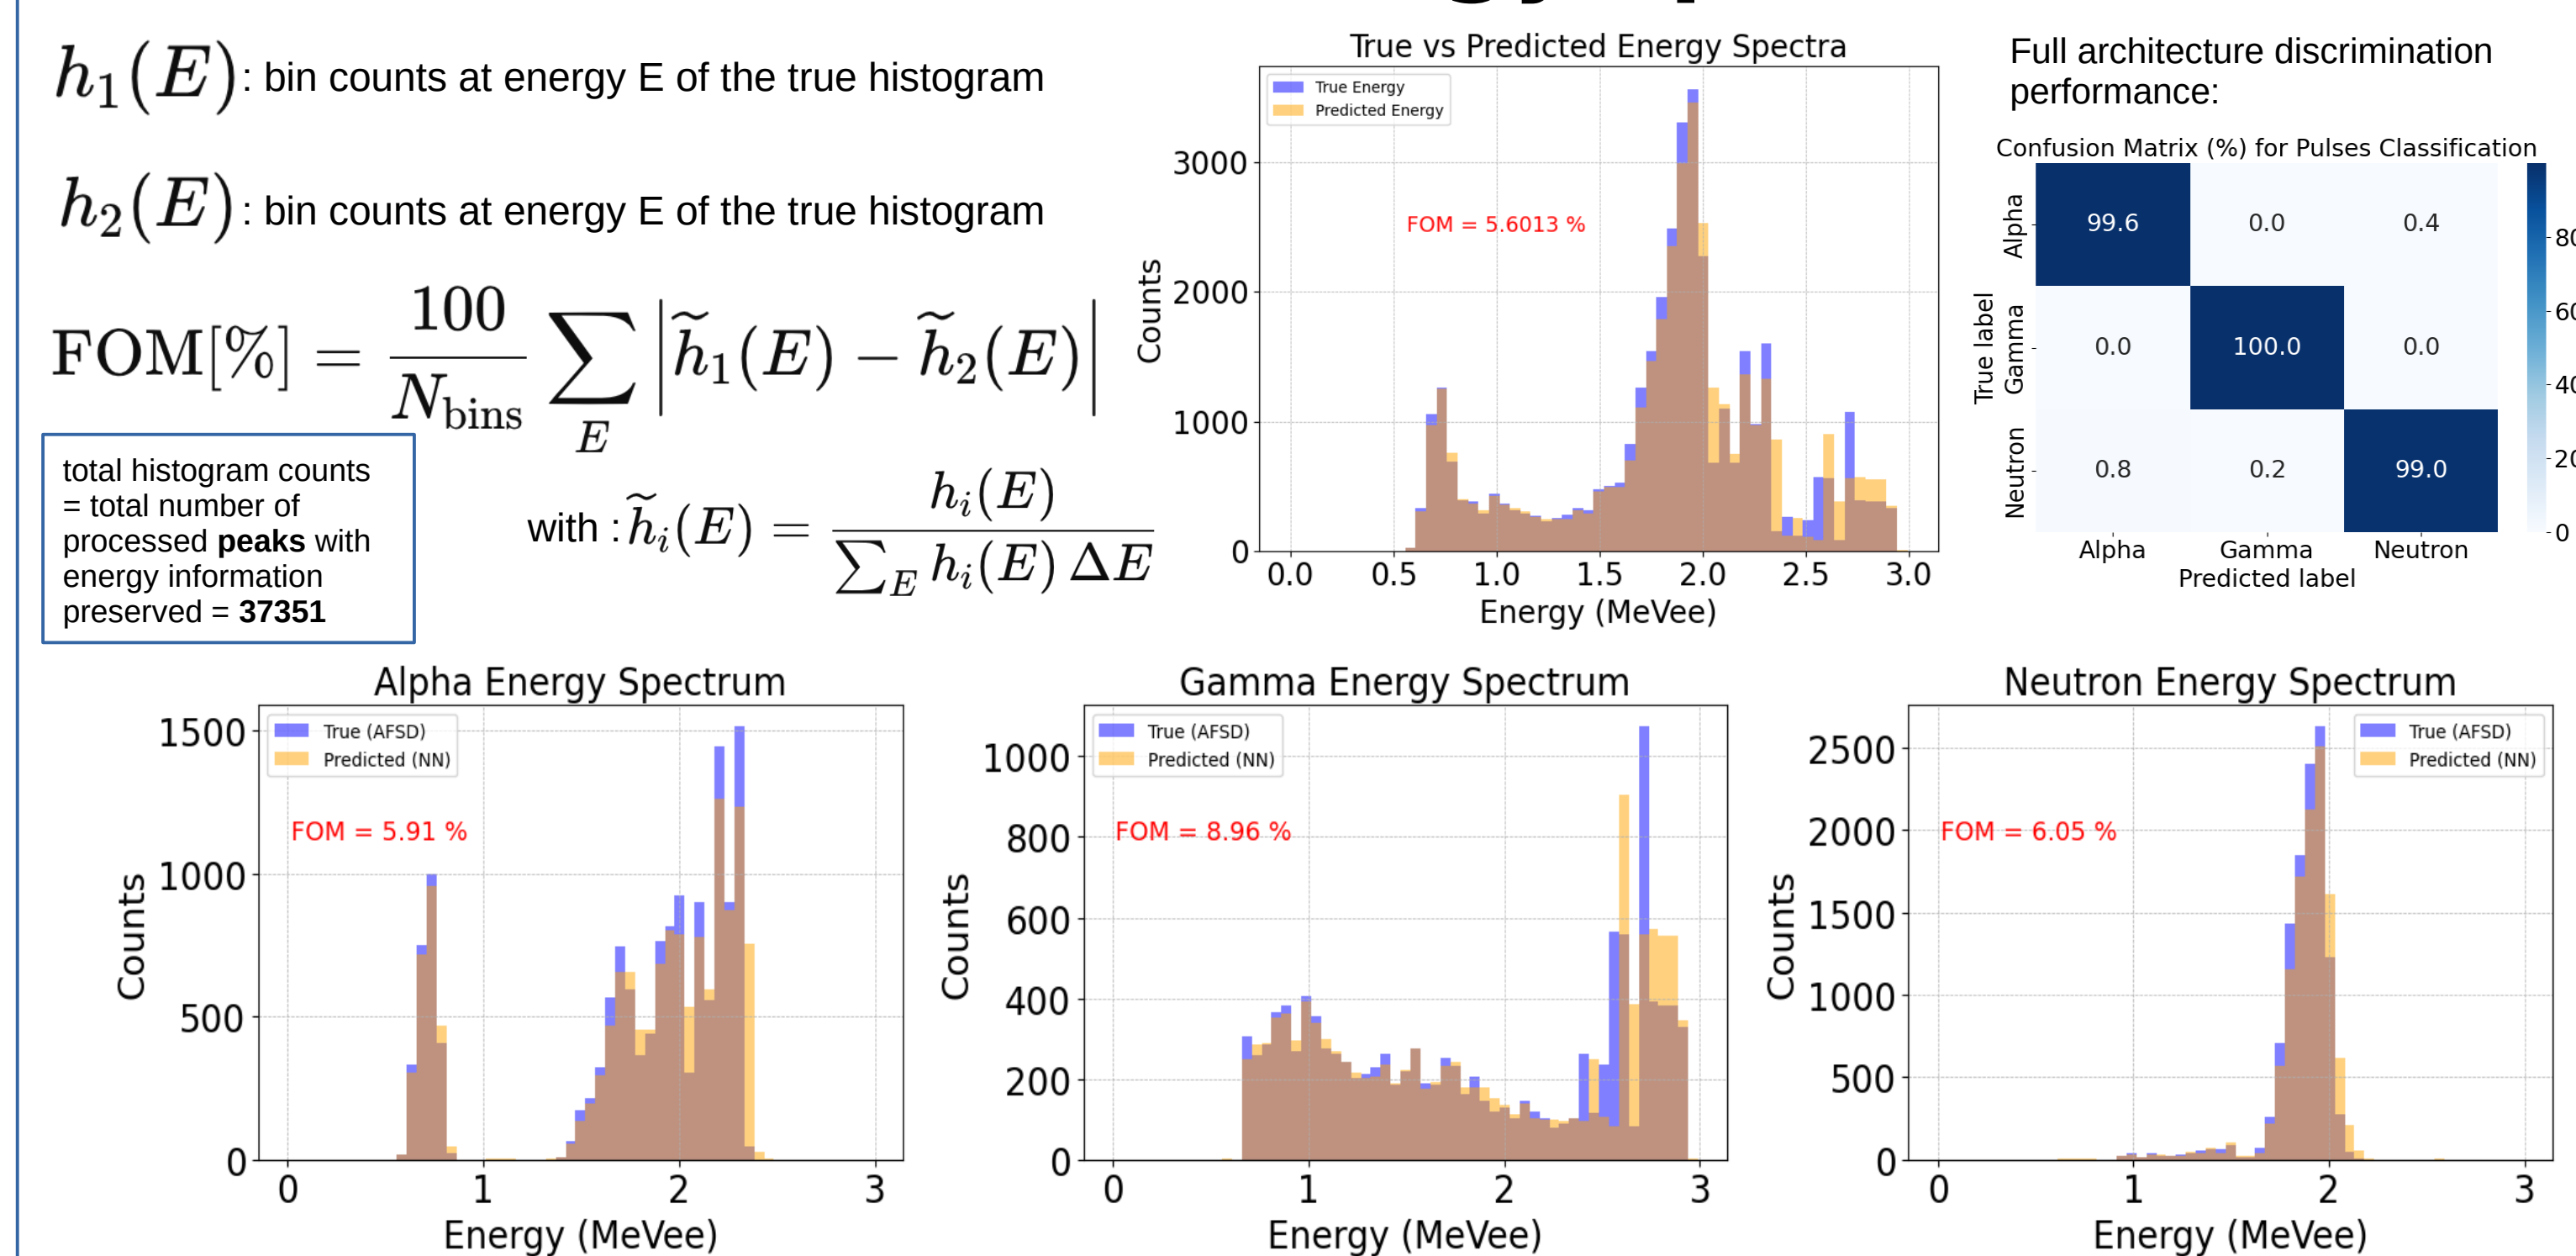 h₁(E): bin counts at energy E of the true histogram
h₂(E): bin counts at energy E of the true histogram
FOM[%] = 100 / N_bins ∑_E | h̃₁(E) − h̃₂(E) |
with : h̃ᵢ(E) = hᵢ(E) / ∑_E hᵢ(E) ΔE
total histogram counts
= total number of
processed peaks with
energy information
preserved = 37351
True vs Predicted Energy Spectra
True Energy
Predicted Energy
FOM = 5.6013 %
Counts
3000
2000
1000
0
0.0 0.5 1.0 1.5 2.0 2.5 3.0
Energy (MeVee)
Full architecture discrimination
performance:
Confusion Matrix (%) for Pulses Classification
True label
Alpha 99.6 0.0 0.4
Gamma 0.0 100.0 0.0
Neutron 0.8 0.2 99.0
Alpha Gamma Neutron
Predicted label
0
Alpha Energy Spectrum
True (AFSD)
Predicted (NN)
FOM = 5.91 %
Counts
1500
1000
500
0
0 1 2 3
Energy (MeVee)
Gamma Energy Spectrum
True (AFSD)
Predicted (NN)
FOM = 8.96 %
Counts
1000
800
600
400
200
0
0 1 2 3
Energy (MeVee)
Neutron Energy Spectrum
True (AFSD)
Predicted (NN)
FOM = 6.05 %
Counts
2500
2000
1500
1000
500
0
0 1 2 3
Energy (MeVee)